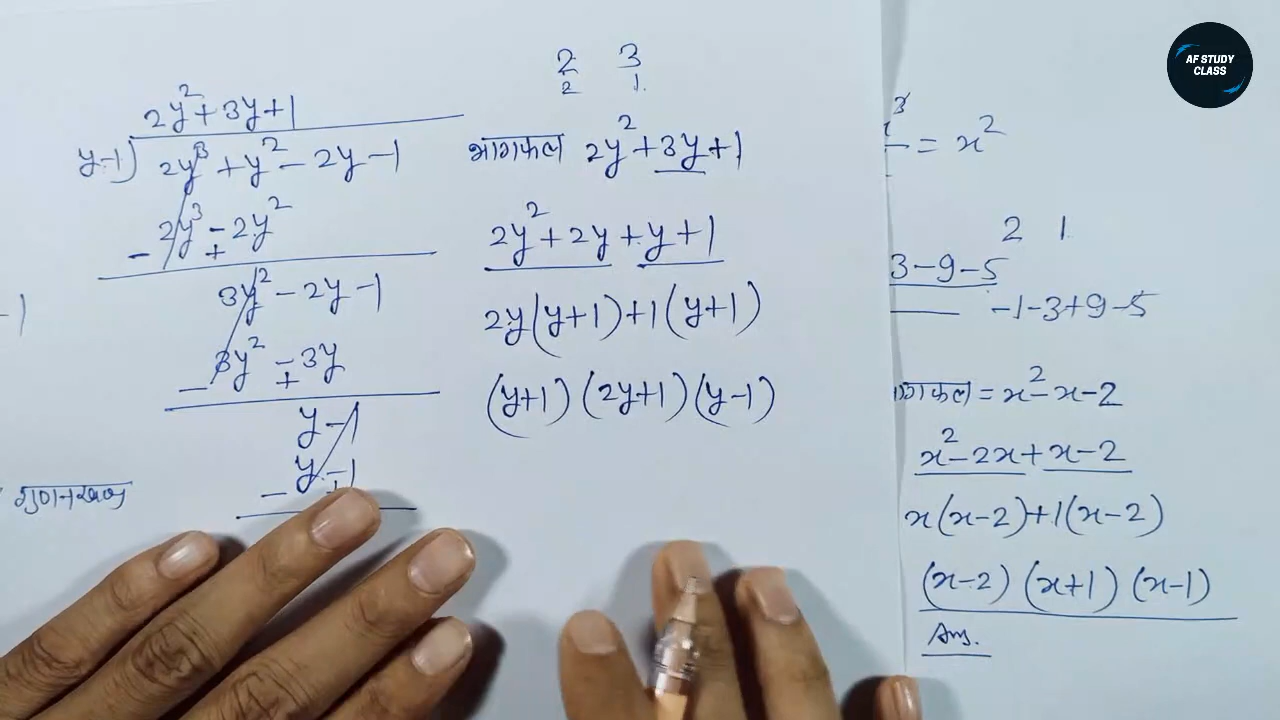 2y²+3y+1
y-1) 2y³+y²-2y-1
2y³-2y²
- +
3y²-2y-1
3y²-3y
- +
y-1
y-1
- +
-1
गुणनखण्ड
2 3
2 1
भागफल 2y²+3y+1
2y²+2y+y+1
2y(y+1)+1(y+1)
(y+1)(2y+1)(y-1)
AF STUDY
CLASS
= x²
2 1
3-9-5
-1-3+9-5
भागफल = x²-x-2
x²-2x+x-2
x(x-2)+1(x-2)
(x-2)(x+1)(x-1)
Ans.